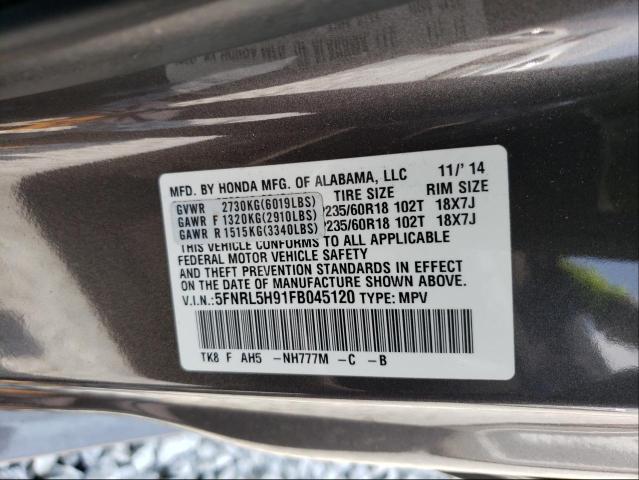 MFD. BY HONDA MFG. OF ALABAMA, LLC 11/'14
TIRE SIZE RIM SIZE
GVWR 2730KG(6019LBS)
GAWR F 1320KG(2910LBS) P235/60R18 102T 18X7J
GAWR R 1515KG(3340LBS) P235/60R18 102T 18X7J
THIS VEHICLE CONFORMS TO ALL APPLICABLE
FEDERAL MOTOR VEHICLE SAFETY
AND THEFT PREVENTION STANDARDS IN EFFECT
ON THE DATE OF MANUFACTURE SHOWN ABOVE.
V.I.N.: 5FNRL5H91FB045120 TYPE: MPV
TK8 F AH5 -NH777M -C -B